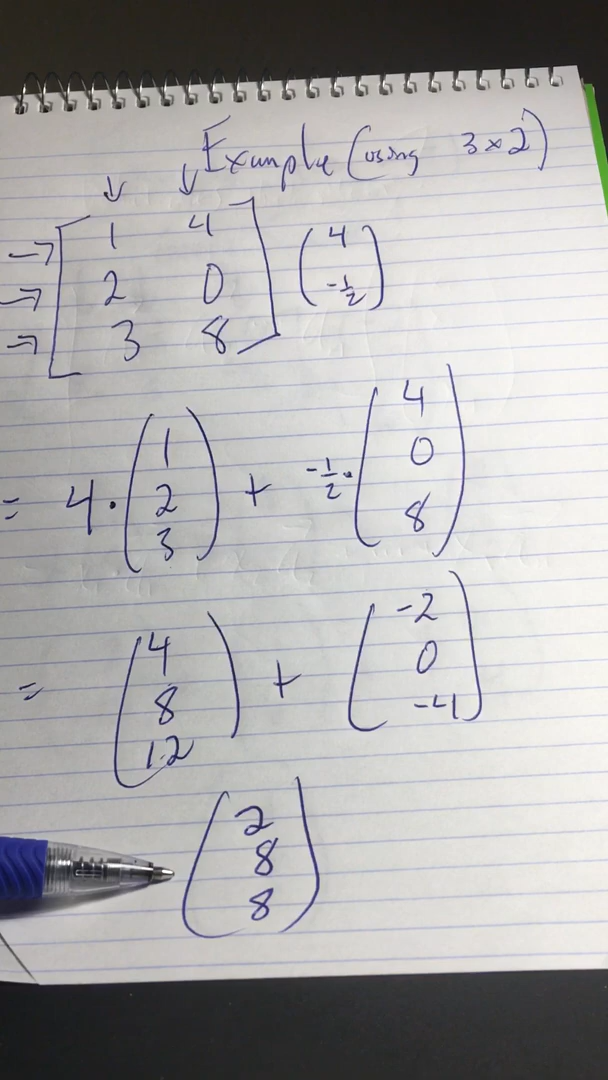 Example (using 3×2)
↓ ↓
→ [ 1 4 ] ( 4 )
→ [ 2 0 ] ( -1/2 )
→ [ 3 8 ]
= 4 · ( 1 2 3 ) + -1/2 · ( 4 0 8 )
= ( 4 8 12 ) + ( -2 0 -4 )
( 2 8 8 )